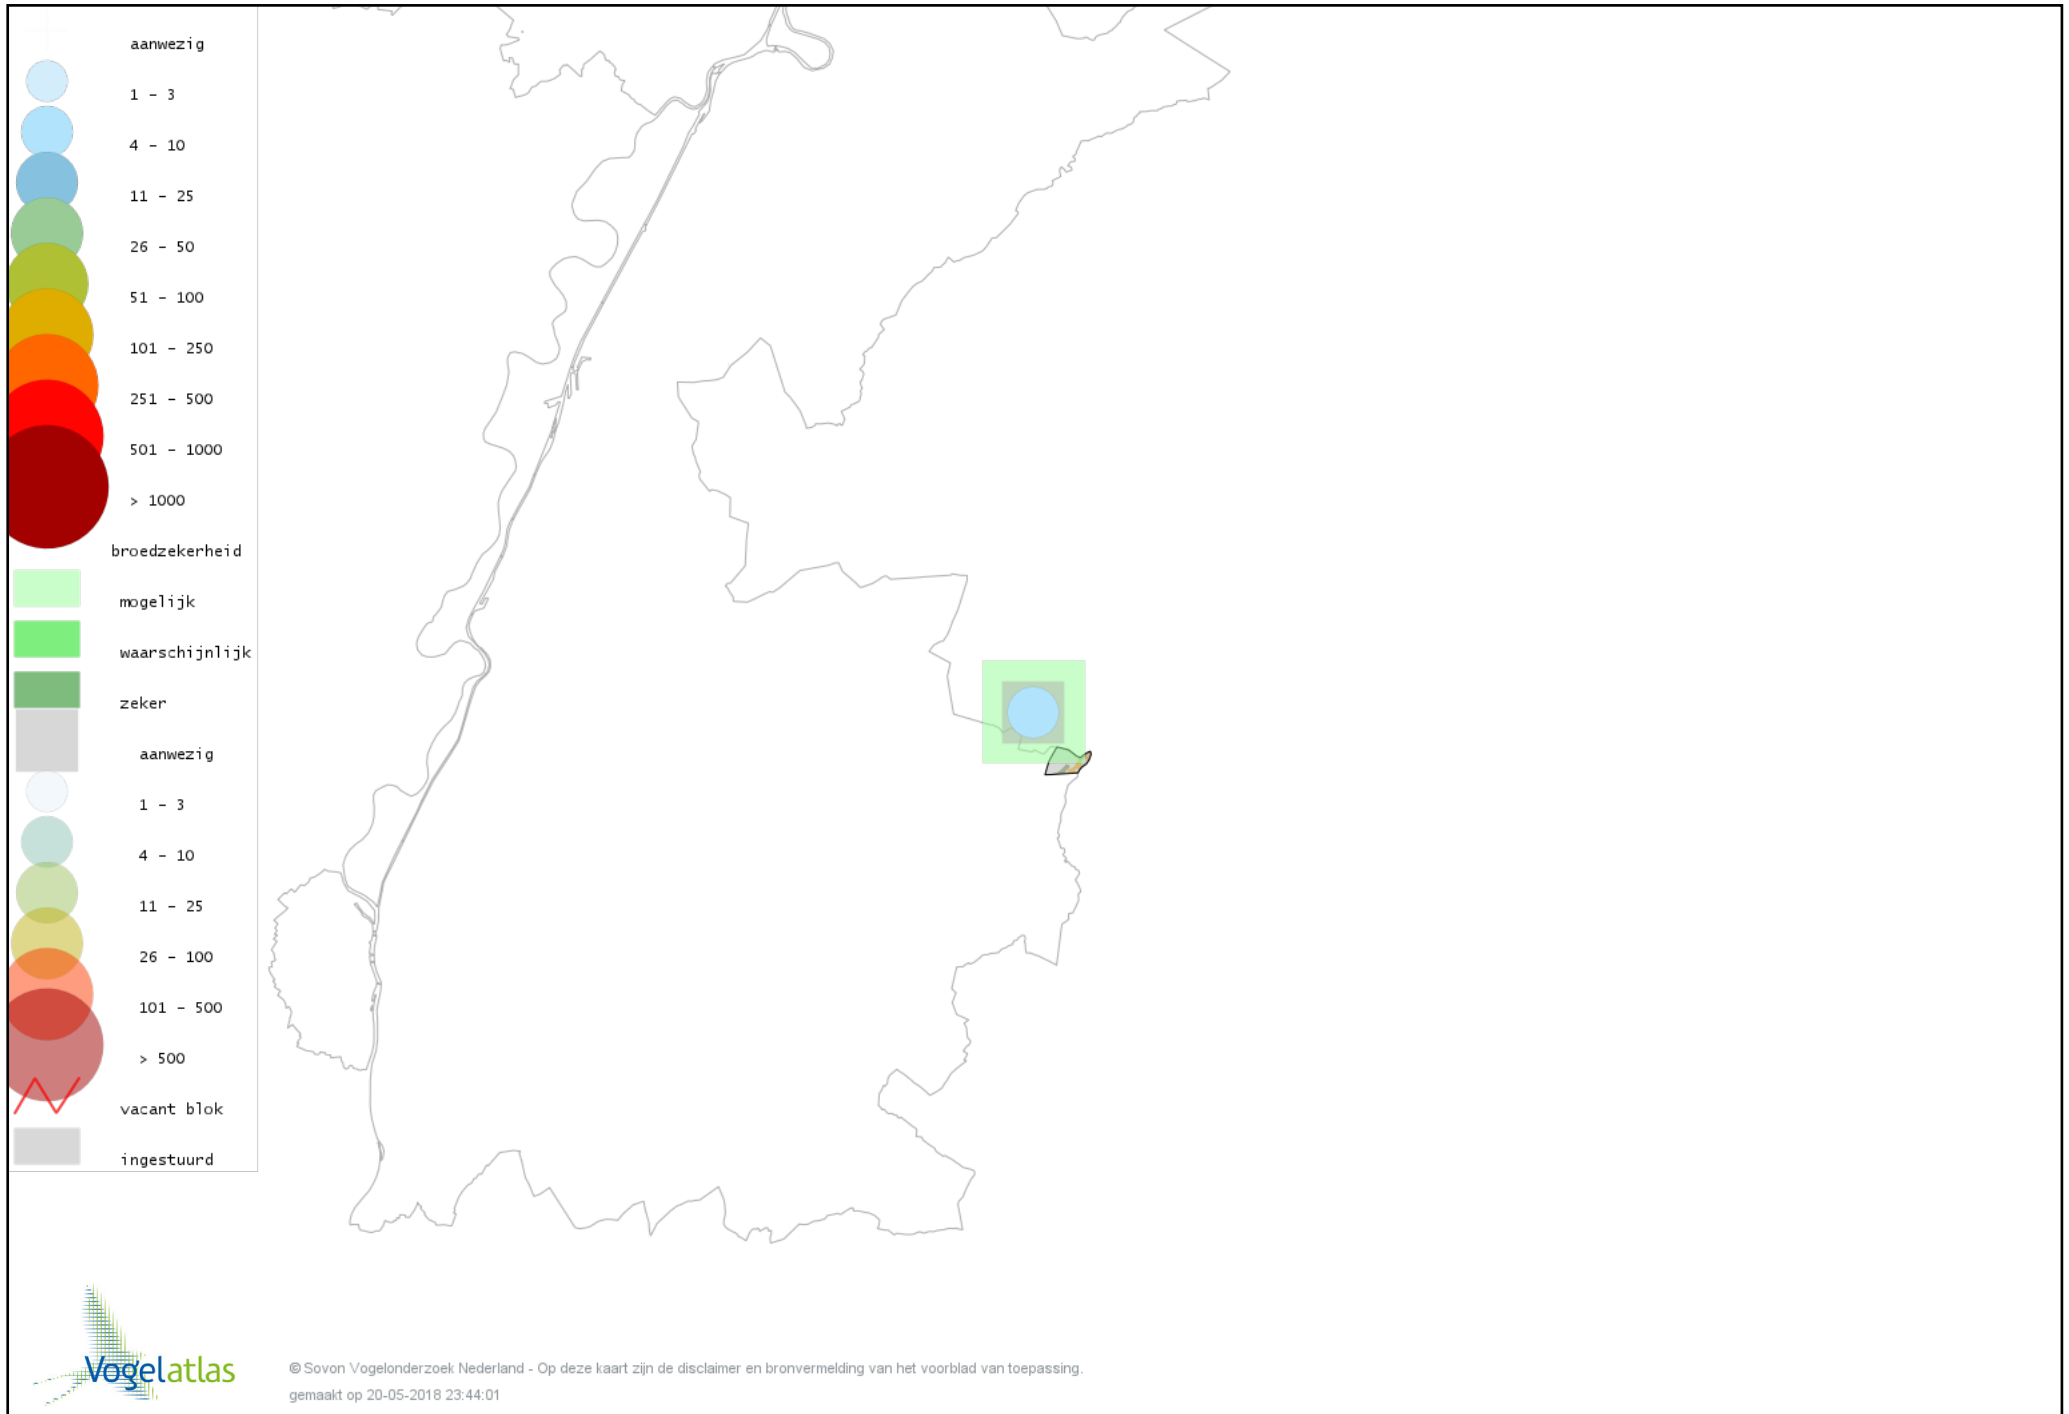 aanwezig
1 - 3
4 - 10
11 - 25
26 - 50
51 - 100
101 - 250
251 - 500
501 - 1000
> 1000
broedzekerheid
mogelijk
waarschijnlijk
zeker
aanwezig
1 - 3
4 - 10
11 - 25
26 - 100
101 - 500
> 500
vacant blok
ingestuurd
Vogelatlas
© Sovon Vogelonderzoek Nederland - Op deze kaart zijn de disclaimer en bronvermelding van het voorblad van toepassing.
gemaakt op 20-05-2018 23:44:01